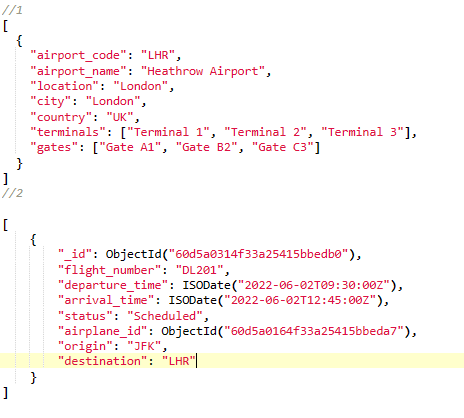 //1
[
  {
    "airport_code": "LHR",
    "airport_name": "Heathrow Airport",
    "location": "London",
    "city": "London",
    "country": "UK",
    "terminals": ["Terminal 1", "Terminal 2", "Terminal 3"],
    "gates": ["Gate A1", "Gate B2", "Gate C3"]
  }
]
//2
[
    {
        "_id": ObjectId("60d5a0314f33a25415bbedb0"),
        "flight_number": "DL201",
        "departure_time": ISODate("2022-06-02T09:30:00Z"),
        "arrival_time": ISODate("2022-06-02T12:45:00Z"),
        "status": "Scheduled",
        "airplane_id": ObjectId("60d5a0164f33a25415bbeda7"),
        "origin": "JFK",
        "destination": "LHR"
    }
]